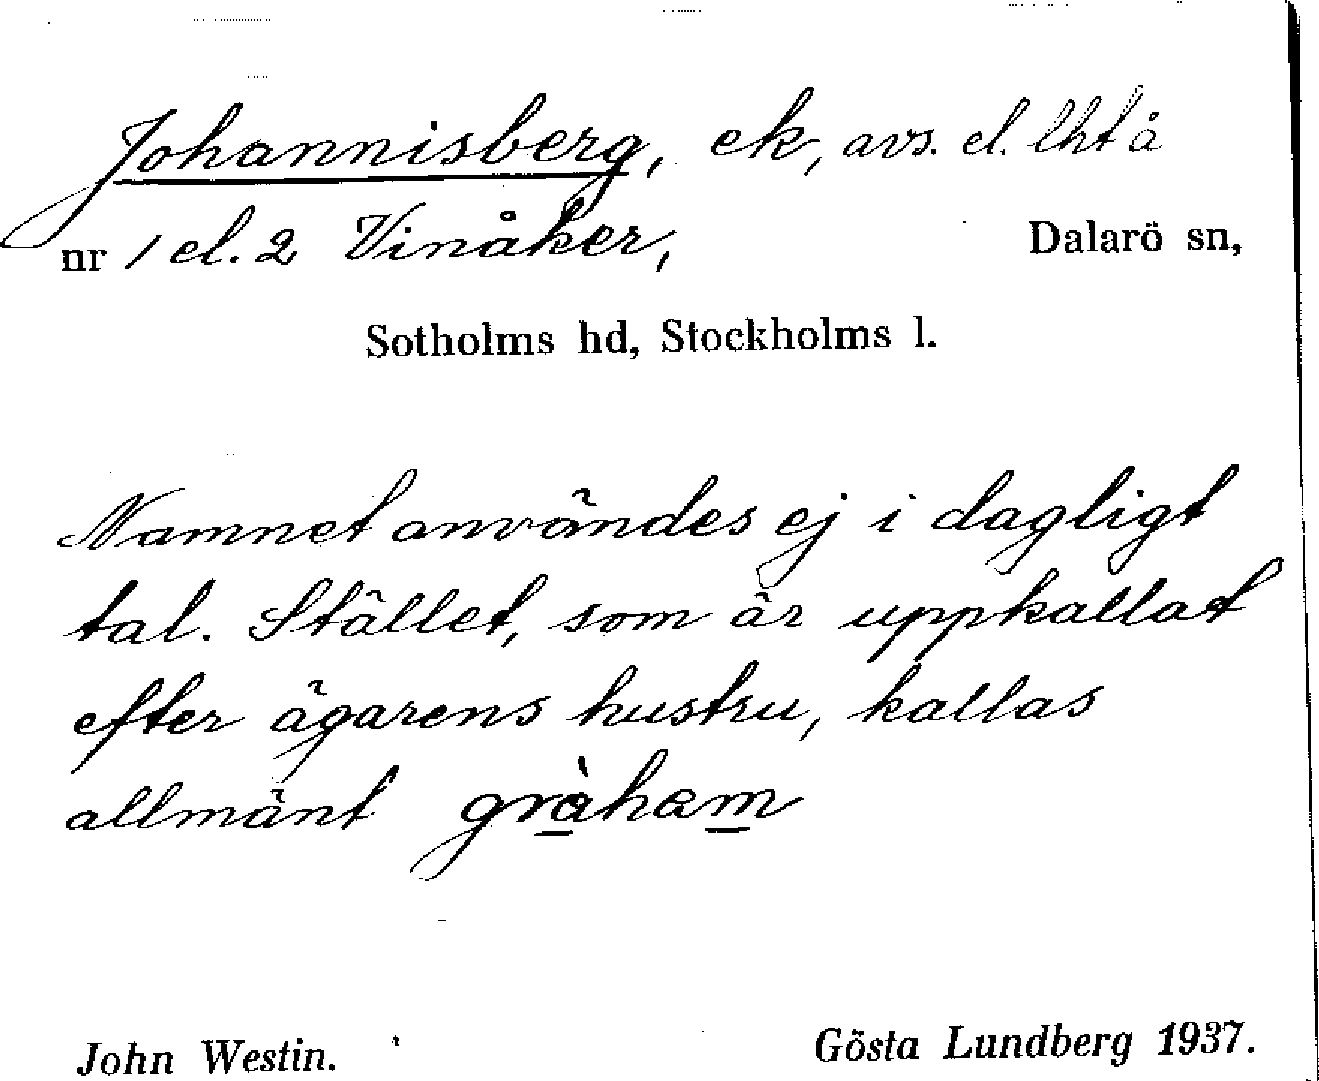 Johannisberg, ek, avs. el. lht å
nr 1 el. 2 Vinåker, Dalarö sn,
Sotholms hd, Stockholms l.
Namnet användes ej i dagligt
tal. Stället, som är uppkallat
efter ägarens hustru, kallas
allmänt gràham
John Westin. Gösta Lundberg 1937.